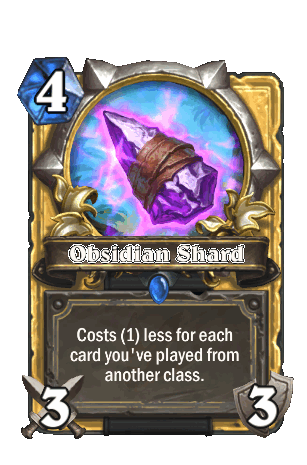 4
Obsidian Shard
Costs (1) less for each
card you've played from
another class.
3
3